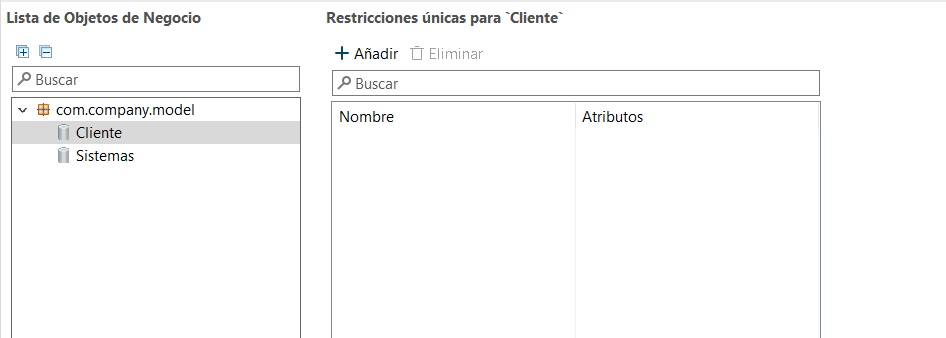 Lista de Objetos de Negocio
Buscar
com.company.model
Cliente
Sistemas
Restricciones únicas para `Cliente`
Añadir Eliminar
Buscar
Nombre Atributos